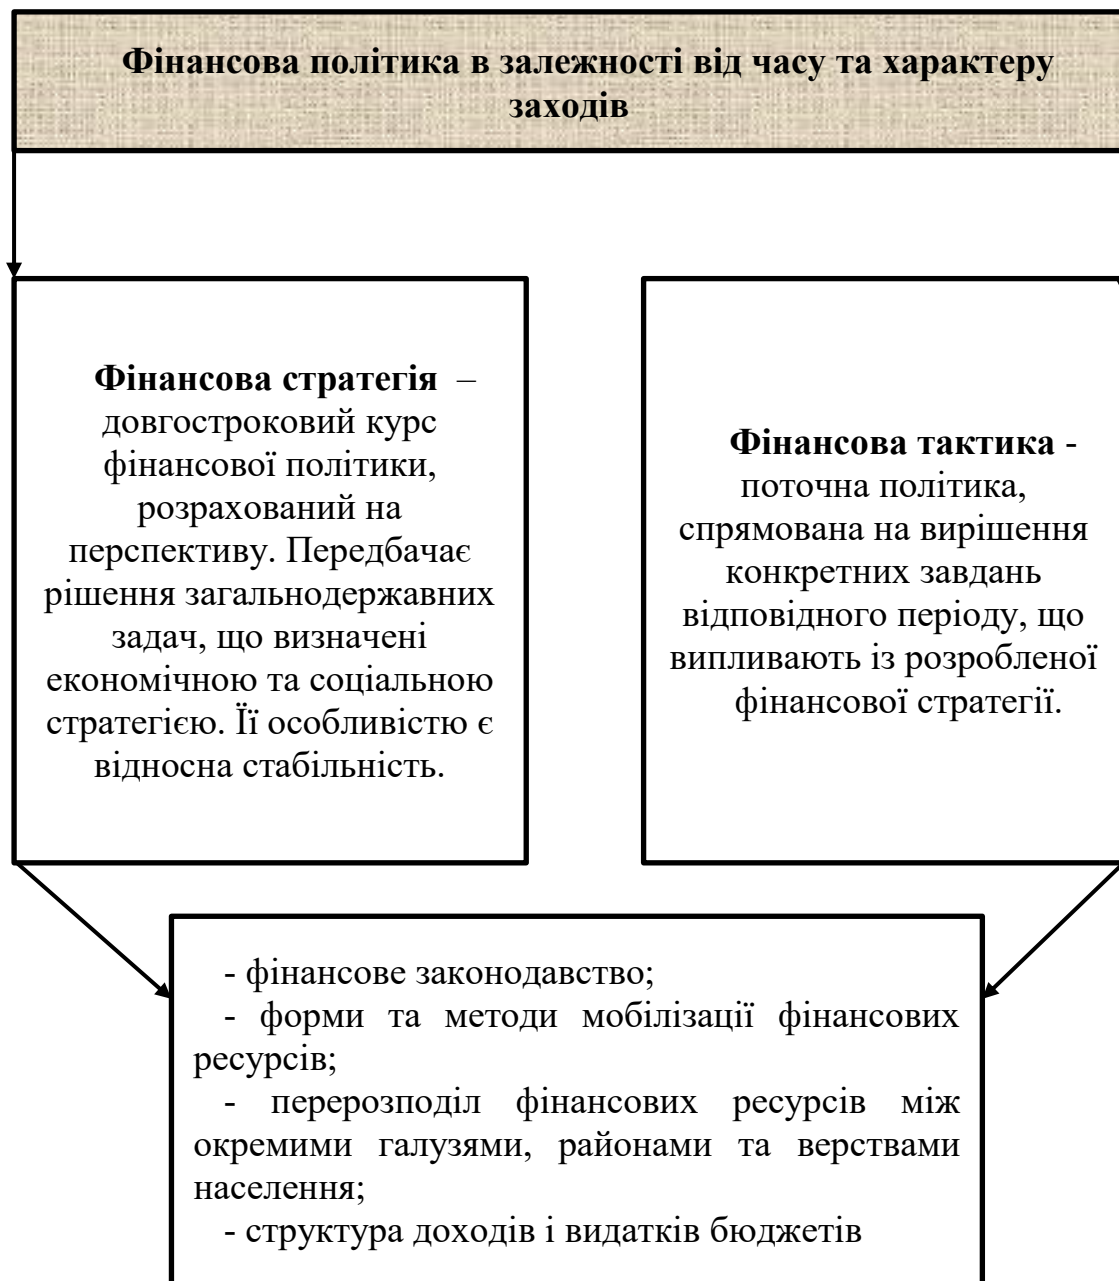 Фінансова політика в залежності від часу та характеру
заходів
Фінансова стратегія –
довгостроковий курс
фінансової політики,
розрахований на
перспективу. Передбачає
рішення загальнодержавних
задач, що визначені
економічною та соціальною
стратегією. Її особливістю є
відносна стабільність.
Фінансова тактика -
поточна політика,
спрямована на вирішення
конкретних завдань
відповідного періоду, що
випливають із розробленої
фінансової стратегії.
- фінансове законодавство;
- форми та методи мобілізації фінансових
ресурсів;
- перерозподіл фінансових ресурсів між
окремими галузями, районами та верствами
населення;
- структура доходів і видатків бюджетів